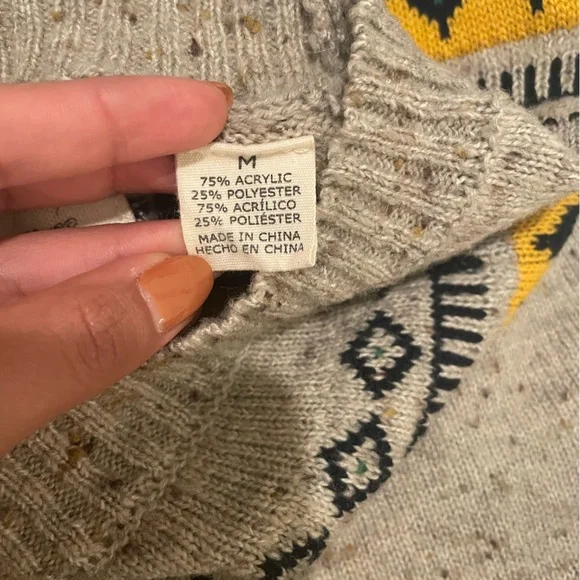 M
75% ACRYLIC
25% POLYESTER
75% ACRÍLICO
25% POLIÉSTER
MADE IN CHINA
HECHO EN CHINA